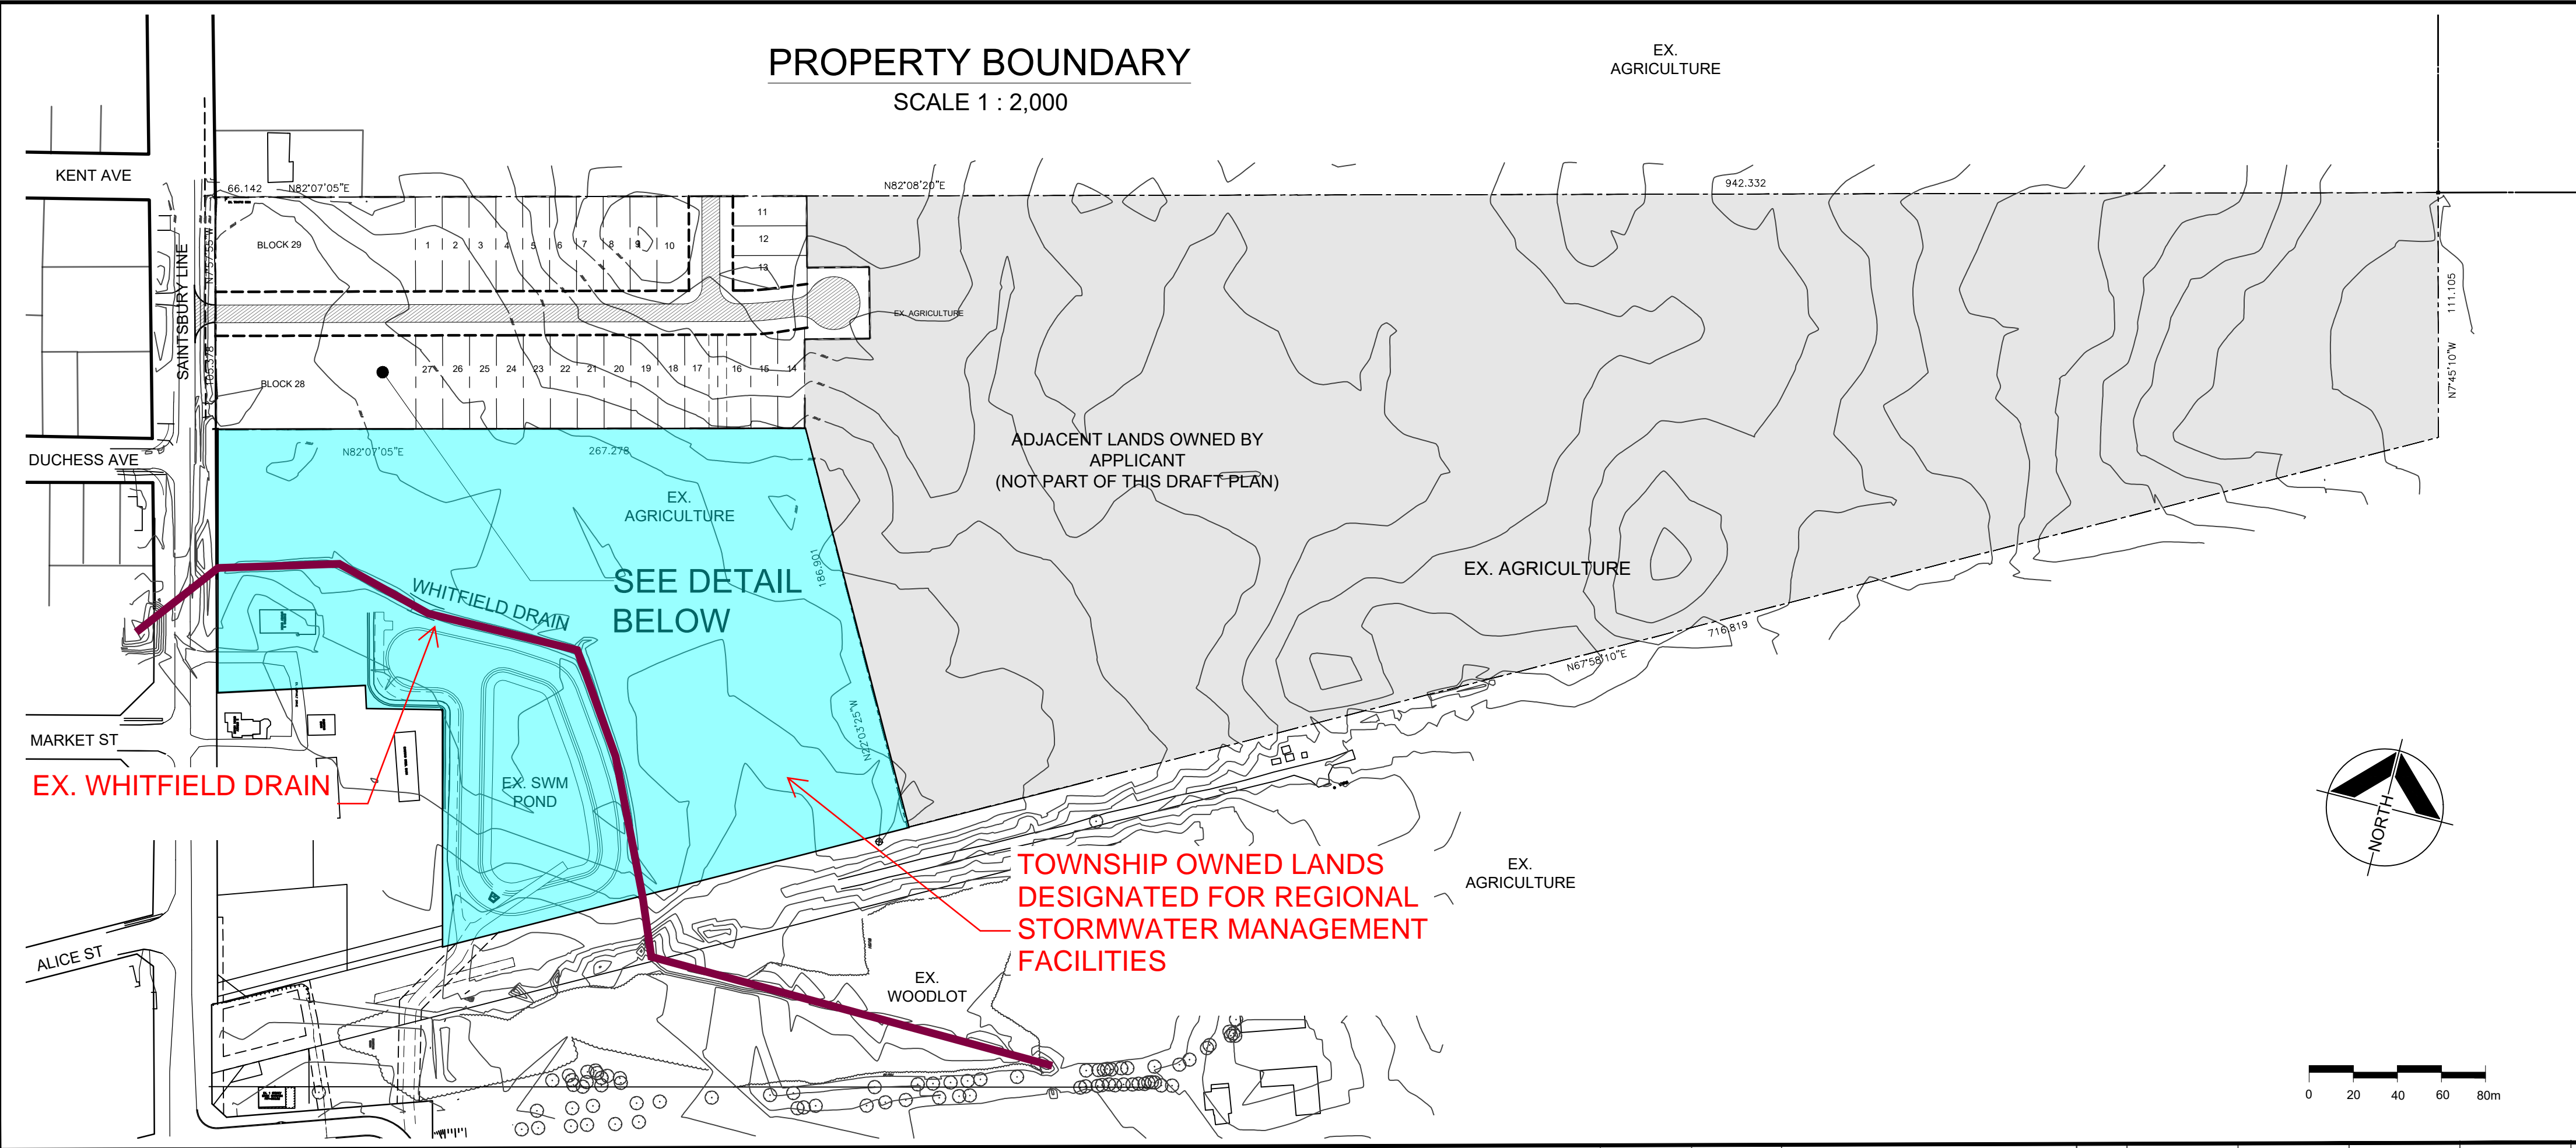 PROPERTY BOUNDARY
SCALE 1 : 2,000
EX.
AGRICULTURE
KENT AVE
66.142
N82°07'05"E
N82°08'20"E
942.332
SAINTSBURY LINE
BLOCK 29
1
2
3
4
5
6
7
8
9
10
11
12
13
EX. AGRICULTURE
111.105
N7°45'10"W
105.378
BLOCK 28
27
26
25
24
23
22
21
20
19
18
17
16
15
14
DUCHESS AVE
N82°07'05"E
267.278
EX.
AGRICULTURE
ADJACENT LANDS OWNED BY
APPLICANT
(NOT PART OF THIS DRAFT PLAN)
186.901
WHITFIELD DRAIN
SEE DETAIL
BELOW
EX. AGRICULTURE
716.819
N67°58'10"E
N22°03'25"W
MARKET ST
EX. WHITFIELD DRAIN
EX. SWM
POND
NORTH
TOWNSHIP OWNED LANDS
DESIGNATED FOR REGIONAL
STORMWATER MANAGEMENT
FACILITIES
EX.
AGRICULTURE
ALICE ST
EX.
WOODLOT
0
20
40
60
80m